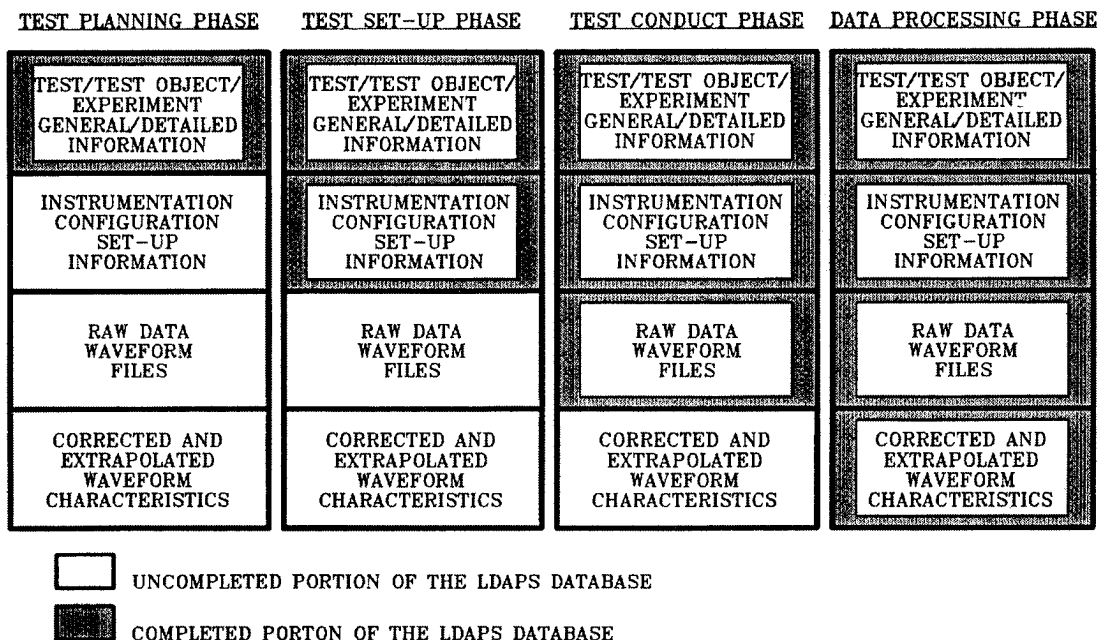 TEST PLANNING PHASE
TEST/TEST OBJECT/
EXPERIMENT
GENERAL/DETAILED
INFORMATION
INSTRUMENTATION
CONFIGURATION
SET-UP
INFORMATION
RAW DATA
WAVEFORM
FILES
CORRECTED AND
EXTRAPOLATED
WAVEFORM
CHARACTERISTICS
TEST SET-UP PHASE
TEST/TEST OBJECT/
EXPERIMENT
GENERAL/DETAILED
INFORMATION
INSTRUMENTATION
CONFIGURATION
SET-UP
INFORMATION
RAW DATA
WAVEFORM
FILES
CORRECTED AND
EXTRAPOLATED
WAVEFORM
CHARACTERISTICS
TEST CONDUCT PHASE
TEST/TEST OBJECT/
EXPERIMENT
GENERAL/DETAILED
INFORMATION
INSTRUMENTATION
CONFIGURATION
SET-UP
INFORMATION
RAW DATA
WAVEFORM
FILES
CORRECTED AND
EXTRAPOLATED
WAVEFORM
CHARACTERISTICS
DATA PROCESSING PHASE
TEST/TEST OBJECT/
EXPERIMENT
GENERAL/DETAILED
INFORMATION
INSTRUMENTATION
CONFIGURATION
SET-UP
INFORMATION
RAW DATA
WAVEFORM
FILES
CORRECTED AND
EXTRAPOLATED
WAVEFORM
CHARACTERISTICS
UNCOMPLETED PORTION OF THE LDAPS DATABASE
COMPLETED PORTON OF THE LDAPS DATABASE